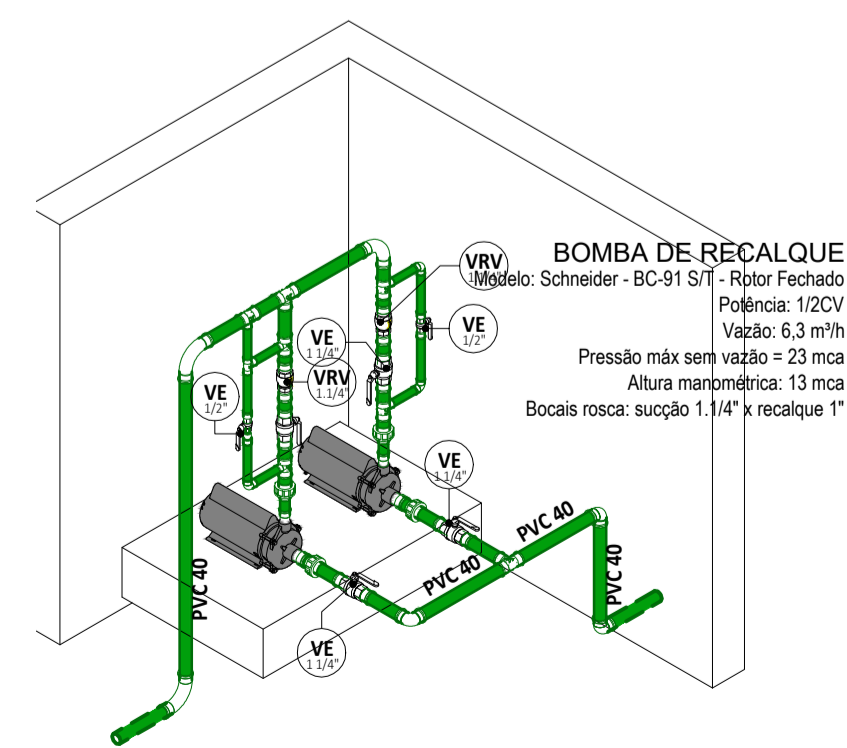 BOMBA DE RECALQUE
Modelo: Schneider - BC-91 S/T - Rotor Fechado
Potência: 1/2CV
Vazão: 6,3 m³/h
Pressão máx sem vazão = 23 mca
Altura manométrica: 13 mca
Bocais rosca: sucção 1.1/4" x recalque 1"
VRV
1.1/4"
VE
1/2"
VE
1 1/4"
VRV
1.1/4"
VE
1/2"
VE
1 1/4"
PVC 40
PVC 40
PVC 40
PVC 40
VE
1 1/4"